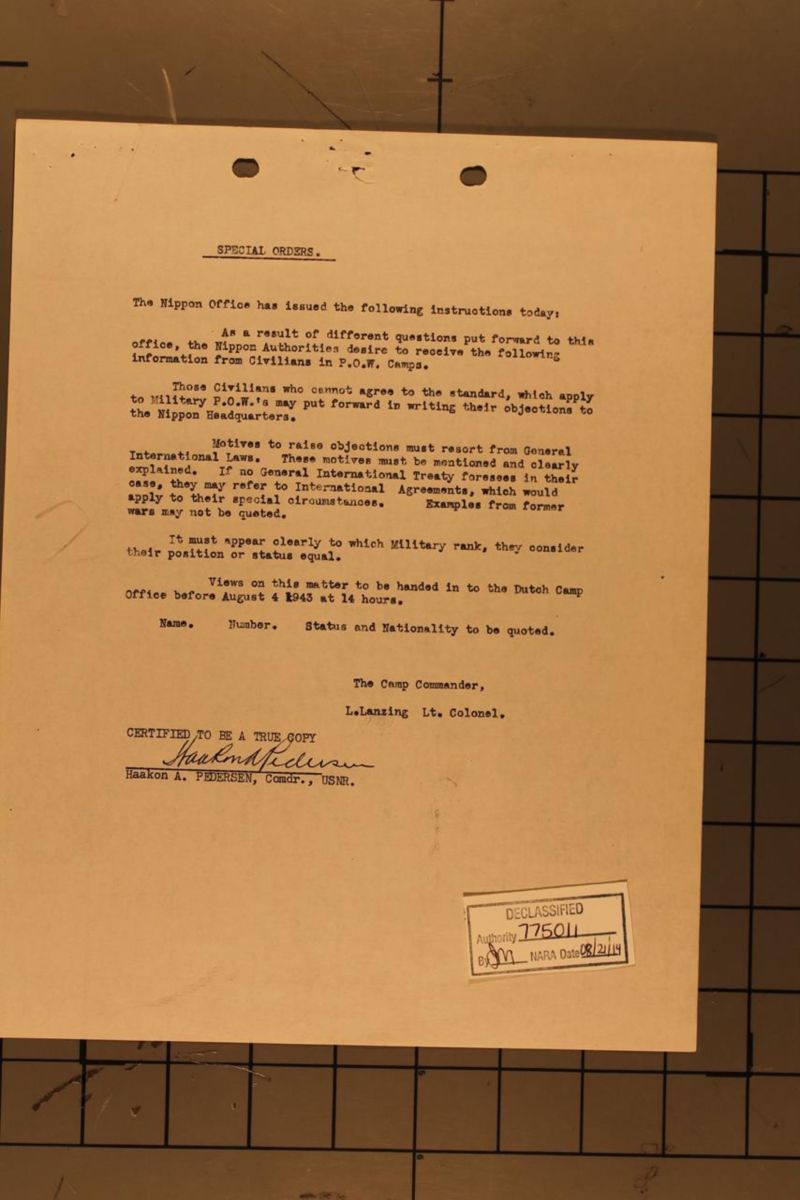 SPECIAL ORDERS.
The Nippon Office has issued the following instructions today:
As a result of different questions put forward to this
office, the Nippon Authorities desire to receive the following
information from Civilians in P.O.W. Camps.
Those Civilians who cannot agree to the standard, which apply
to Military P.O.W.'s may put forward in writing their objections to
the Nippon Headquarters.
Motives to raise objections must resort from General
International Laws. These motives must be mentioned and clearly
explained. If no General International Treaty foresees in their
case, they may refer to International Agreements, which would
apply to their special circumstances. Examples from former
wars may not be quoted.
It must appear clearly to which Military rank, they consider
their position or status equal.
Views on this matter to be handed in to the Dutch Camp
Office before August 4 1943 at 14 hours.
Name. Number. Status and Nationality to be quoted.
The Camp Commander,
L.Lanzing Lt. Colonel.
CERTIFIED TO BE A TRUE COPY
Haakon A Pedersen
Haakon A. PEDERSEN, Comdr., USNR.
DECLASSIFIED
Authority 775011
By JM NARA Date 08/21/14